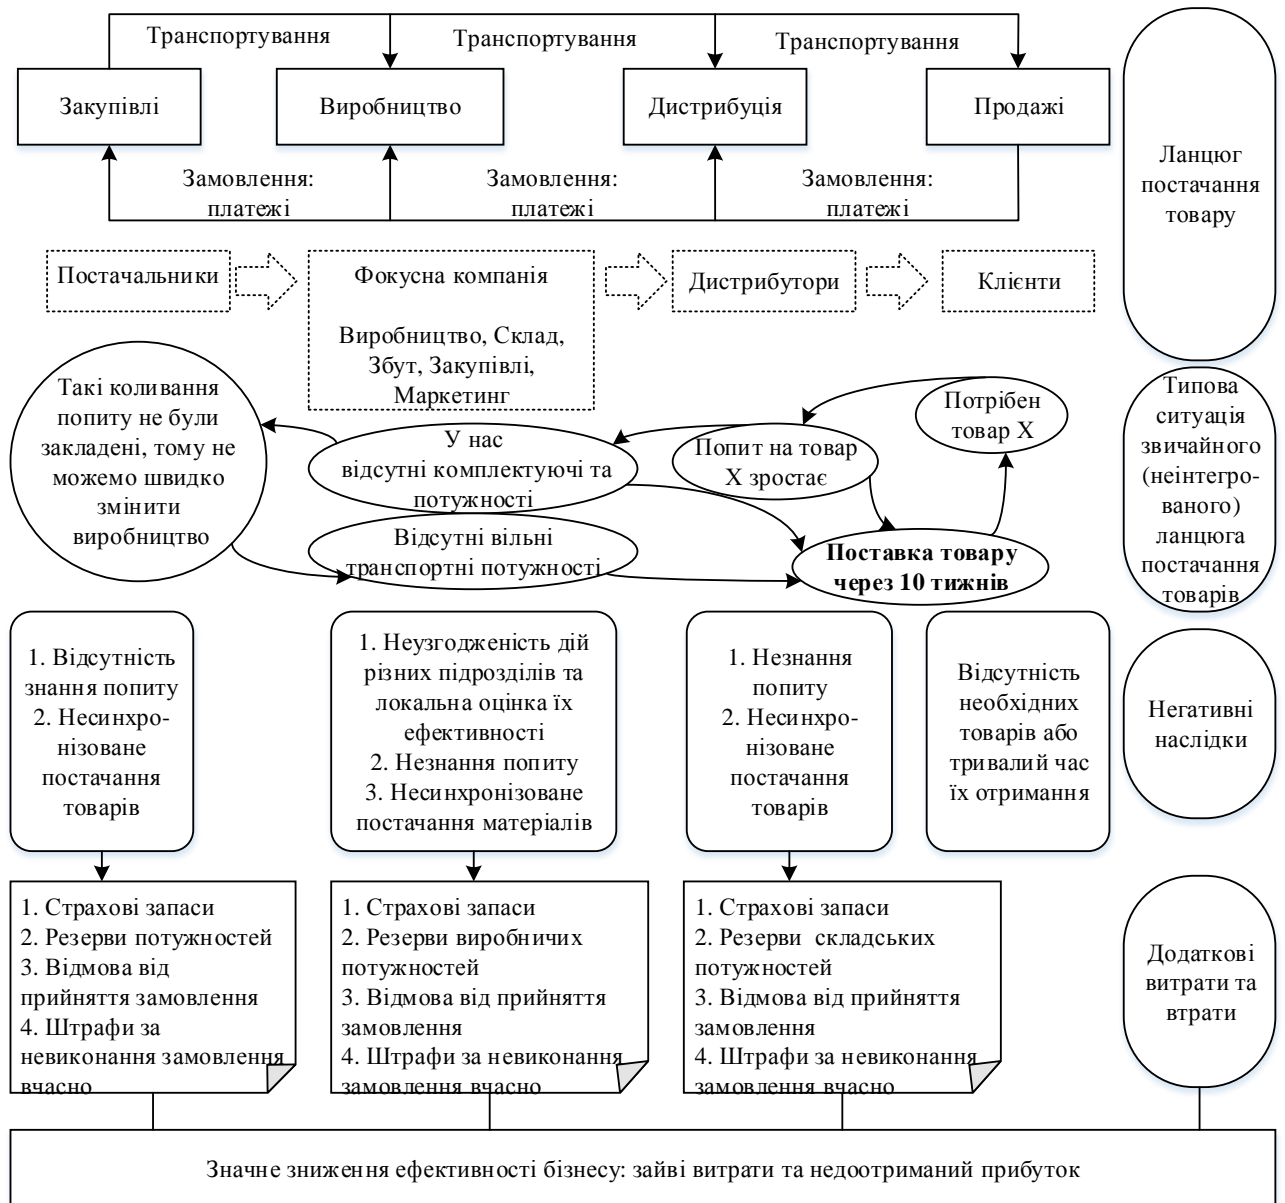 Транспортування
Транспортування
Транспортування
Закупівлі
Виробництво
Дистрибуція
Продажі
Замовлення:
платежі
Замовлення:
платежі
Замовлення:
платежі
Ланцюг
постачання
товару
Постачальники
Фокусна компанія
Виробництво, Склад,
Збут, Закупівлі,
Маркетинг
Дистрибутори
Клієнти
Такі коливання
попиту не були
закладені, тому не
можемо швидко
змінити
виробництво
У нас
відсутні комплектуючі та
потужності
Відсутні вільні
транспортні потужності
Попит на товар
Х зростає
Потрібен
товар Х
Поставка товару
через 10 тижнів
Типова
ситуація
звичайного
(неінтегро-
ваного)
ланцюга
постачання
товарів
1. Відсутність
знання попиту
2. Несинхро-
нізоване
постачання
товарів
1. Неузгодженість дій
різних підрозділів та
локальна оцінка їх
ефективності
2. Незнання попиту
3. Несинхронізоване
постачання матеріалів
1. Незнання
попиту
2. Несинхро-
нізоване
постачання
товарів
Відсутність
необхідних
товарів або
тривалий час
їх отримання
Негативні
наслідки
1. Страхові запаси
2. Резерви потужностей
3. Відмова від
прийняття замовлення
4. Штрафи за
невиконання замовлення
вчасно
1. Страхові запаси
2. Резерви виробничих
потужностей
3. Відмова від прийняття
замовлення
4. Штрафи за невиконання
замовлення вчасно
1. Страхові запаси
2. Резерви складських
потужностей
3. Відмова від прийняття
замовлення
4. Штрафи за невиконання
замовлення вчасно
Додаткові
витрати та
втрати
Значне зниження ефективності бізнесу: зайві витрати та недоотриманий прибуток